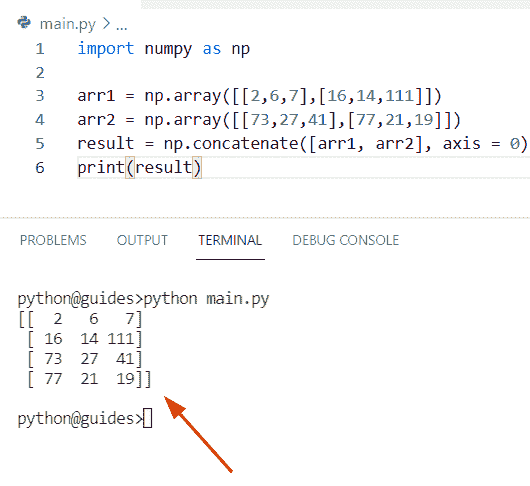 main.py > ...
1 import numpy as np
2
3 arr1 = np.array([[2,6,7],[16,14,111]])
4 arr2 = np.array([[73,27,41],[77,21,19]])
5 result = np.concatenate([arr1, arr2], axis = 0)
6 print(result)
PROBLEMS OUTPUT TERMINAL DEBUG CONSOLE
python@guides>python main.py
[[  2   6   7]
 [ 16  14 111]
 [ 73  27  41]
 [ 77  21  19]]
python@guides>